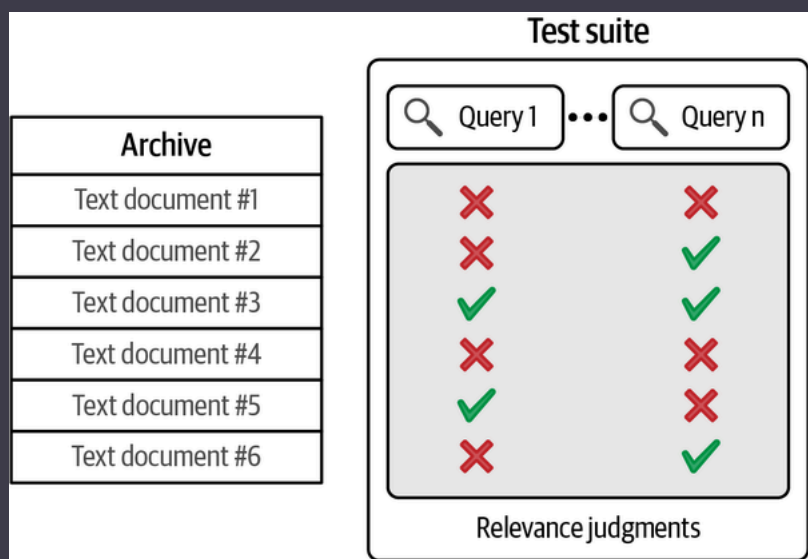 Test suite
Query 1 ••• Query n
Archive
Text document #1
Text document #2
Text document #3
Text document #4
Text document #5
Text document #6
Relevance judgments